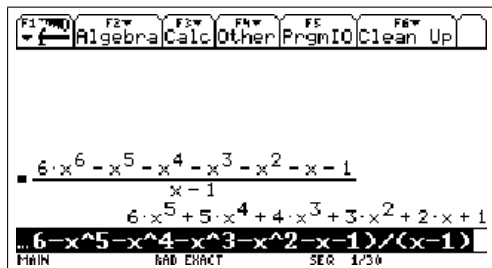 F1 F2 F3 F4 F5 F6
Algebra Calc Other PrgmIO Clean Up
6·x^6 - x^5 - x^4 - x^3 - x^2 - x - 1
x - 1
6·x^5 + 5·x^4 + 4·x^3 + 3·x^2 + 2·x + 1
…6-x^5-x^4-x^3-x^2-x-1)/(x-1)
MAIN RAD EXACT SEQ 1/30